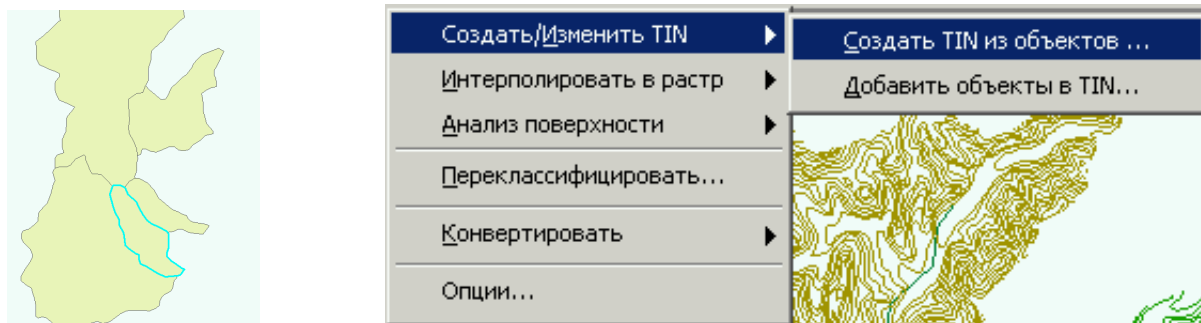 Создать/Изменить TIN
Создать TIN из объектов ...
Интерполировать в растр
Добавить объекты в TIN...
Анализ поверхности
Переклассифицировать...
Конвертировать
Опции...